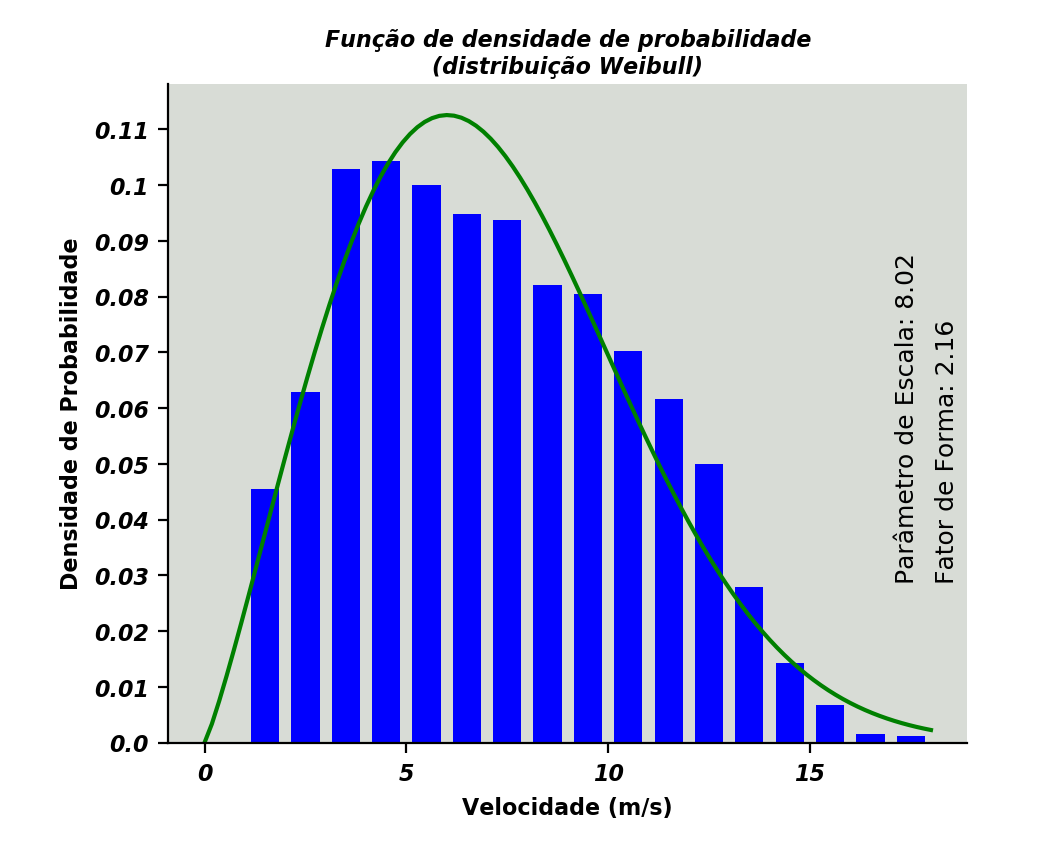 Função de densidade de probabilidade
(distribuição Weibull)
Densidade de Probabilidade
0.11
0.1
0.09
0.08
0.07
0.06
0.05
0.04
0.03
0.02
0.01
0.0
Parâmetro de Escala: 8.02
Fator de Forma: 2.16
0 5 10 15
Velocidade (m/s)